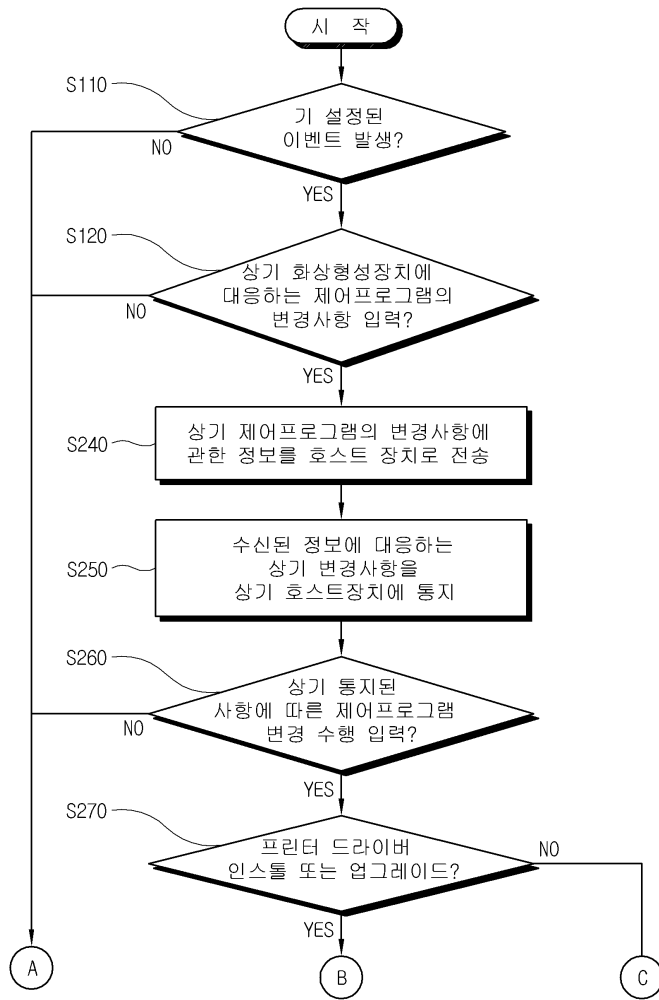 시 작
S110
기 설정된
이벤트 발생?
NO
YES
S120
상기 화상형성장치에
대응하는 제어프로그램의
변경사항 입력?
NO
YES
S240
상기 제어프로그램의 변경사항에
관한 정보를 호스트 장치로 전송
S250
수신된 정보에 대응하는
상기 변경사항을
상기 호스트장치에 통지
S260
상기 통지된
사항에 따른 제어프로그램
변경 수행 입력?
NO
YES
S270
프린터 드라이버
인스톨 또는 업그레이드?
NO
YES
A
B
C